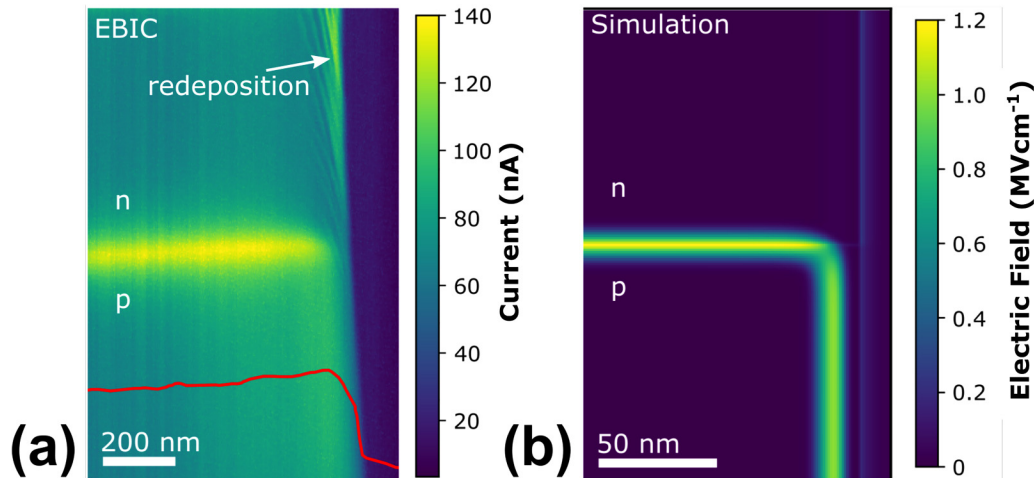 EBIC
redeposition
n
p
200 nm
(a)
140
120
100
80
60
40
20
Current (nA)
Simulation
n
p
50 nm
(b)
1.2
1.0
0.8
0.6
0.4
0.2
0
Electric Field (MVcm⁻¹)